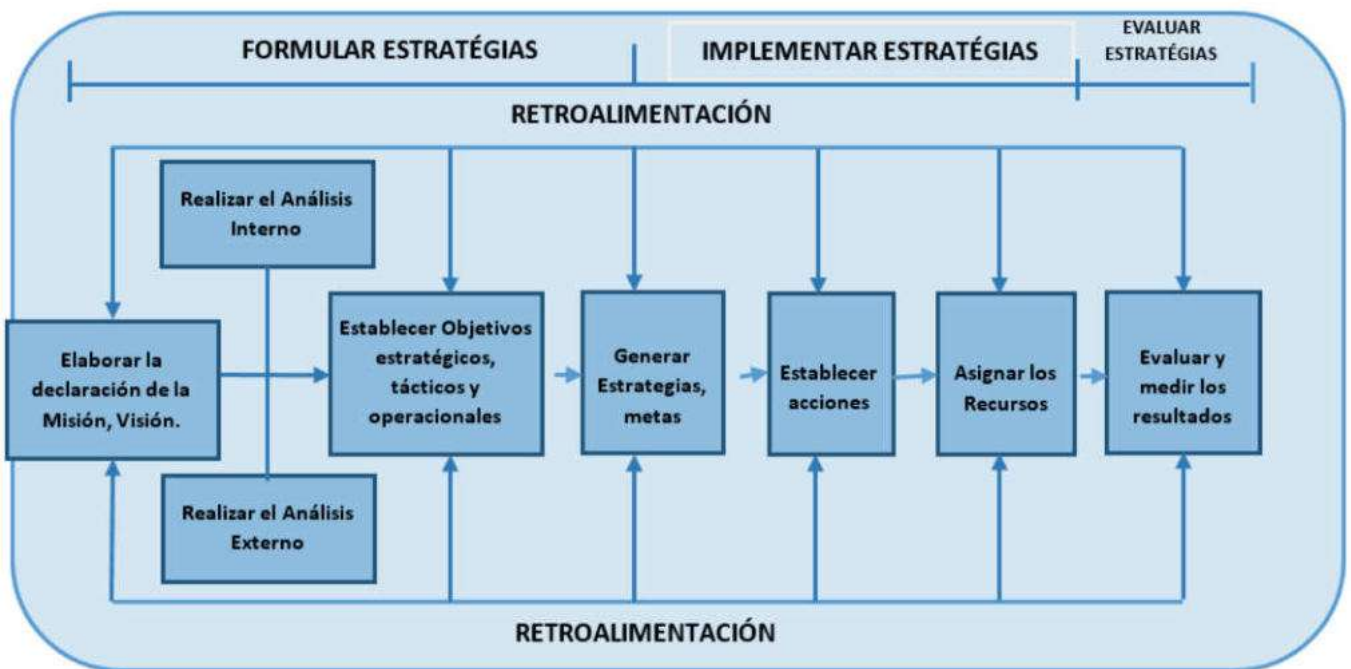 FORMULAR ESTRATÉGIAS
IMPLEMENTAR ESTRATÉGIAS
EVALUAR
ESTRATÉGIAS
RETROALIMENTACIÓN
Realizar el Análisis
Interno
Elaborar la
declaración de la
Misión, Visión.
Realizar el Análisis
Externo
Establecer Objetivos
estratégicos,
tácticos y
operacionales
Generar
Estrategias,
metas
Establecer
acciones
Asignar los
Recursos
Evaluar y
medir los
resultados
RETROALIMENTACIÓN